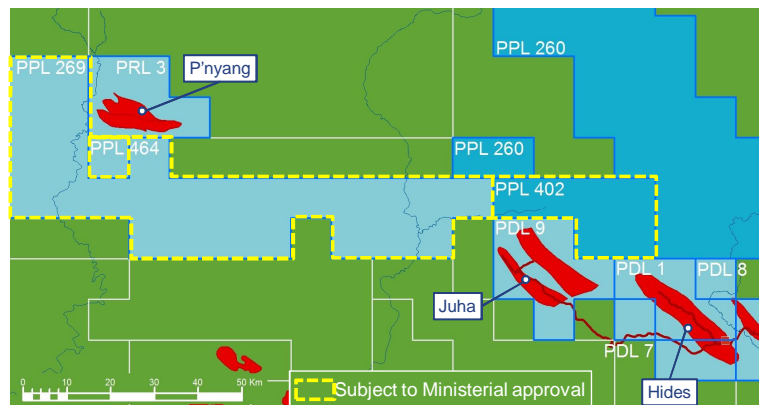 PPL 260
PPL 269
PRL 3
P'nyang
PPL 464
PPL 260
PPL 402
PDL 9
PDL 1
PDL 8
Juha
PDL 7
Hides
0 10 20 30 40 50 Km
Subject to Ministerial approval